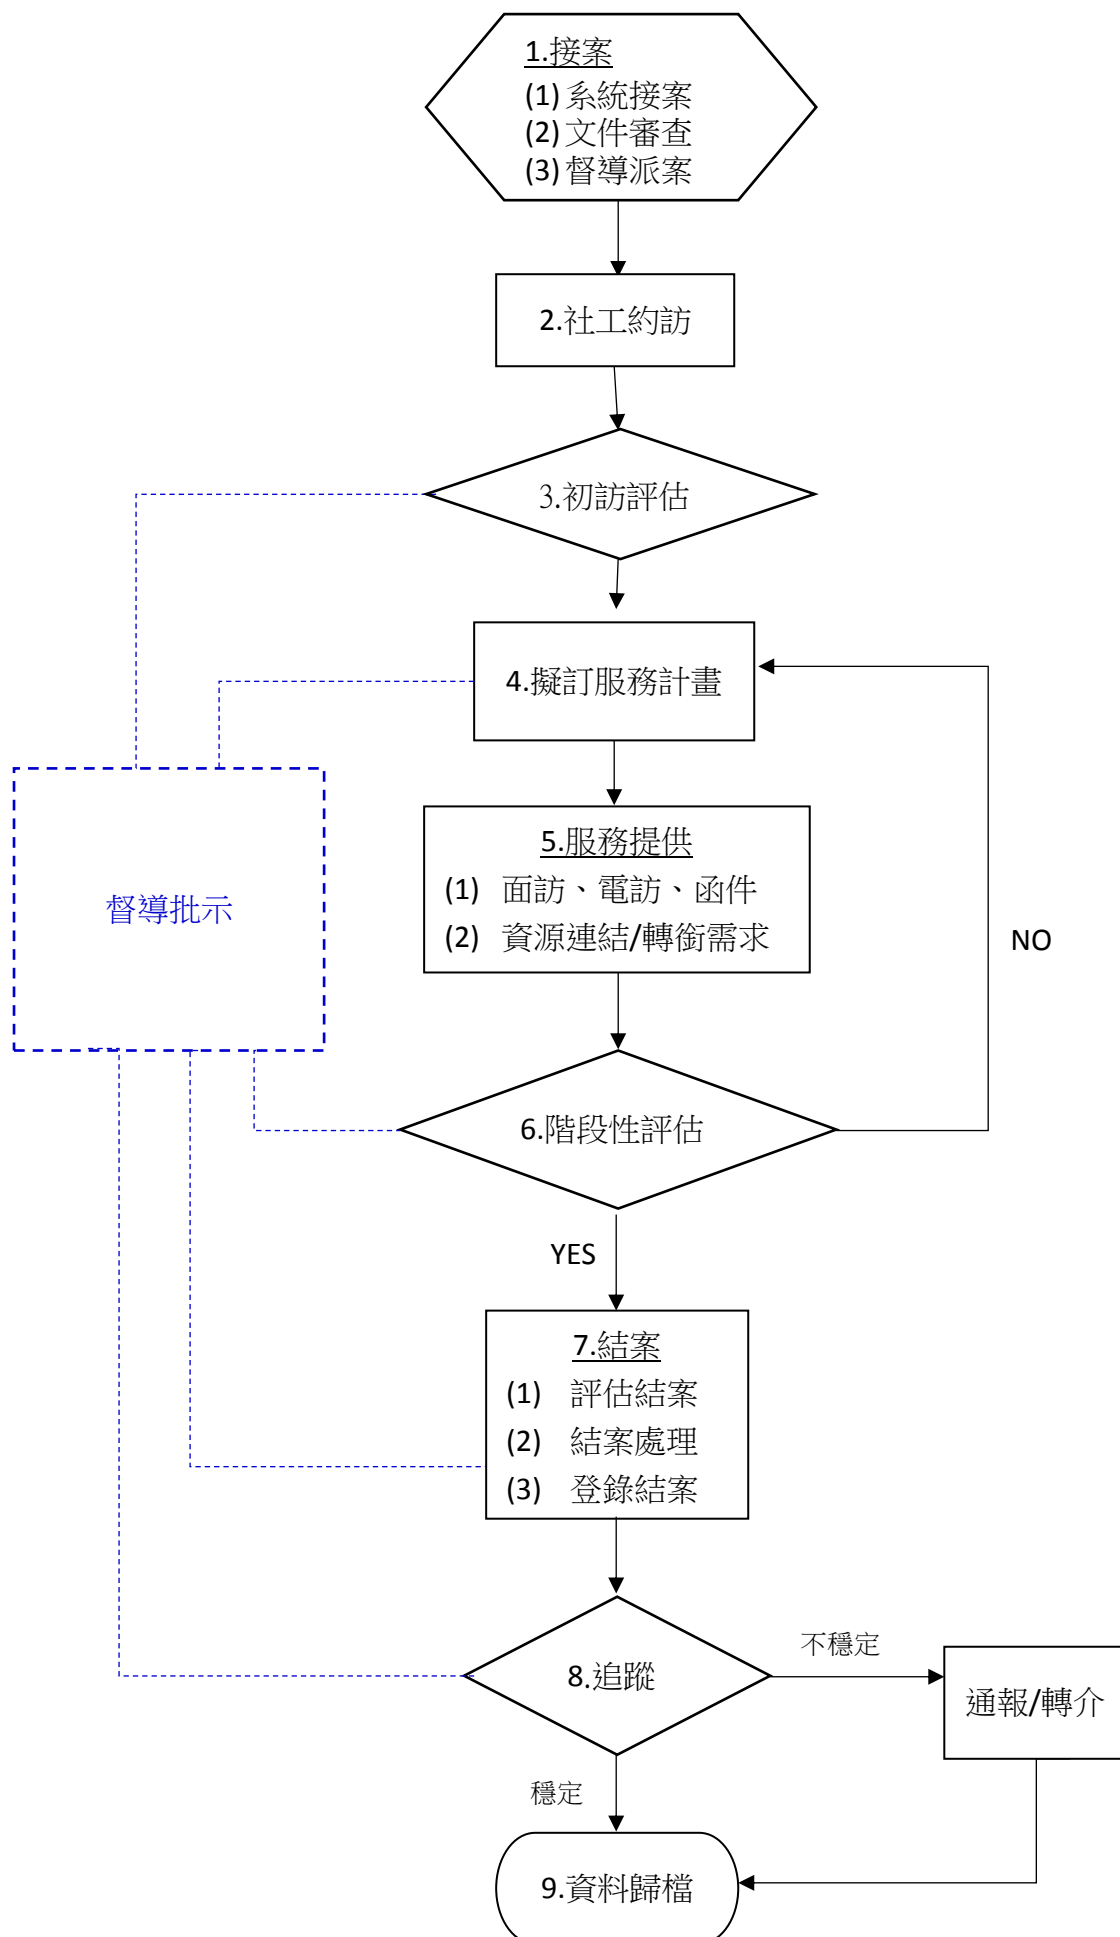 1.接案
(1)系統接案
(2)文件審查
(3)督導派案
2.社工約訪
3.初訪評估
4.擬訂服務計畫
5.服務提供
(1) 面訪、電訪、函件
(2) 資源連結/轉銜需求
督導批示
NO
6.階段性評估
YES
7.結案
(1) 評估結案
(2) 結案處理
(3) 登錄結案
8.追蹤
不穩定
通報/轉介
穩定
9.資料歸檔